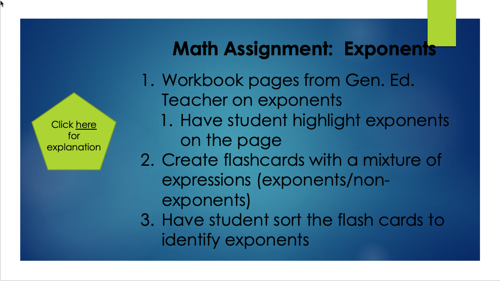 Math Assignment: Exponents
1. Workbook pages from Gen. Ed.
Teacher on exponents
1. Have student highlight exponents
on the page
2. Create flashcards with a mixture of
expressions (exponents/non-
exponents)
3. Have student sort the flash cards to
identify exponents
Click here
for
explanation